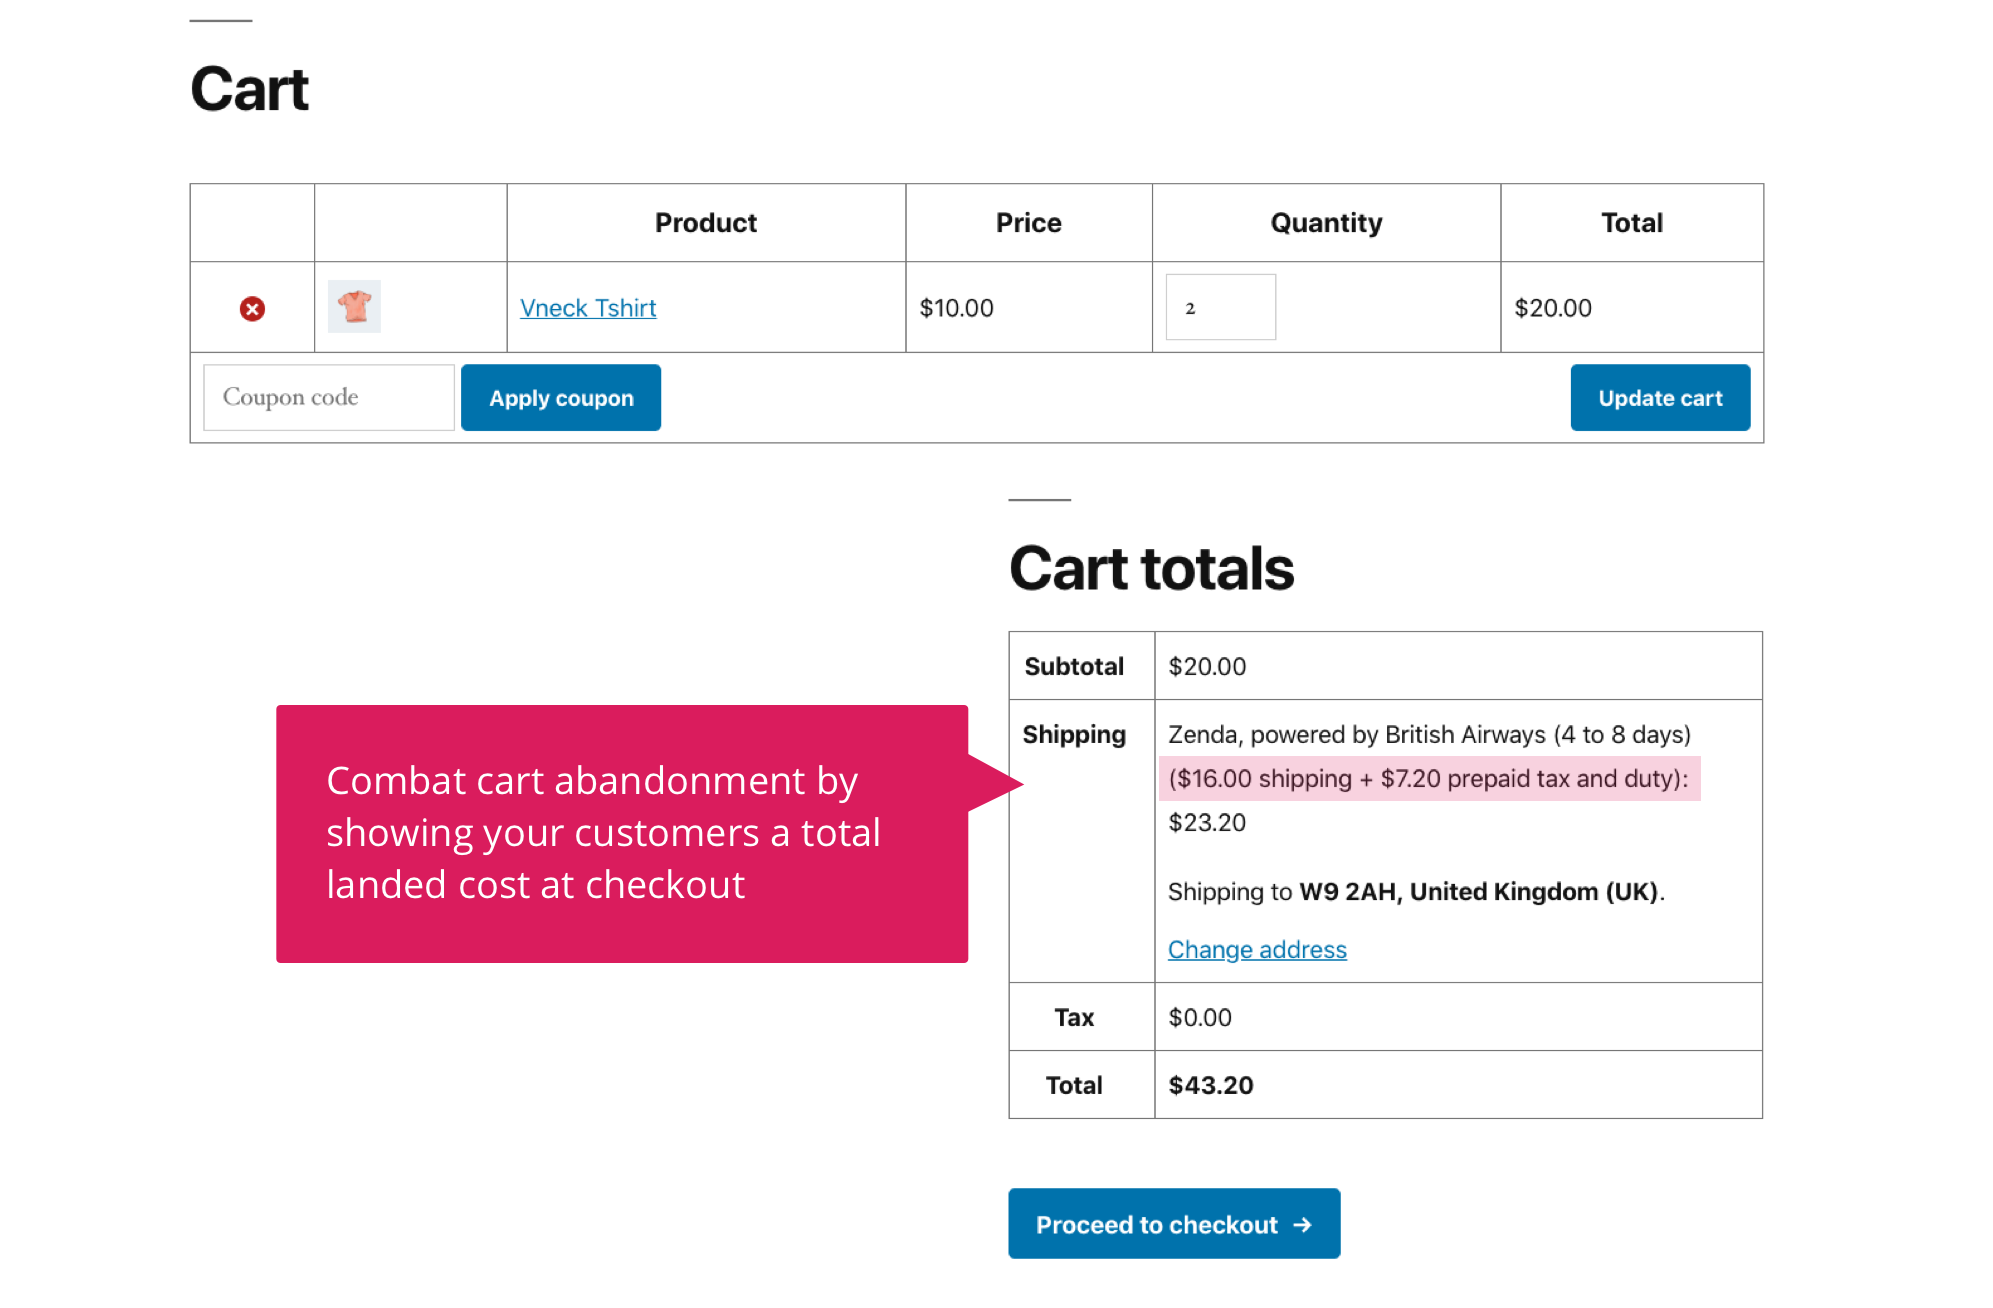 Cart
Product Price Quantity Total
Vneck Tshirt $10.00 2 $20.00
Coupon code Apply coupon Update cart
Cart totals
Subtotal $20.00
Shipping Zenda, powered by British Airways (4 to 8 days)
($16.00 shipping + $7.20 prepaid tax and duty):
$23.20
Shipping to W9 2AH, United Kingdom (UK).
Change address
Tax $0.00
Total $43.20
Combat cart abandonment by
showing your customers a total
landed cost at checkout
Proceed to checkout →